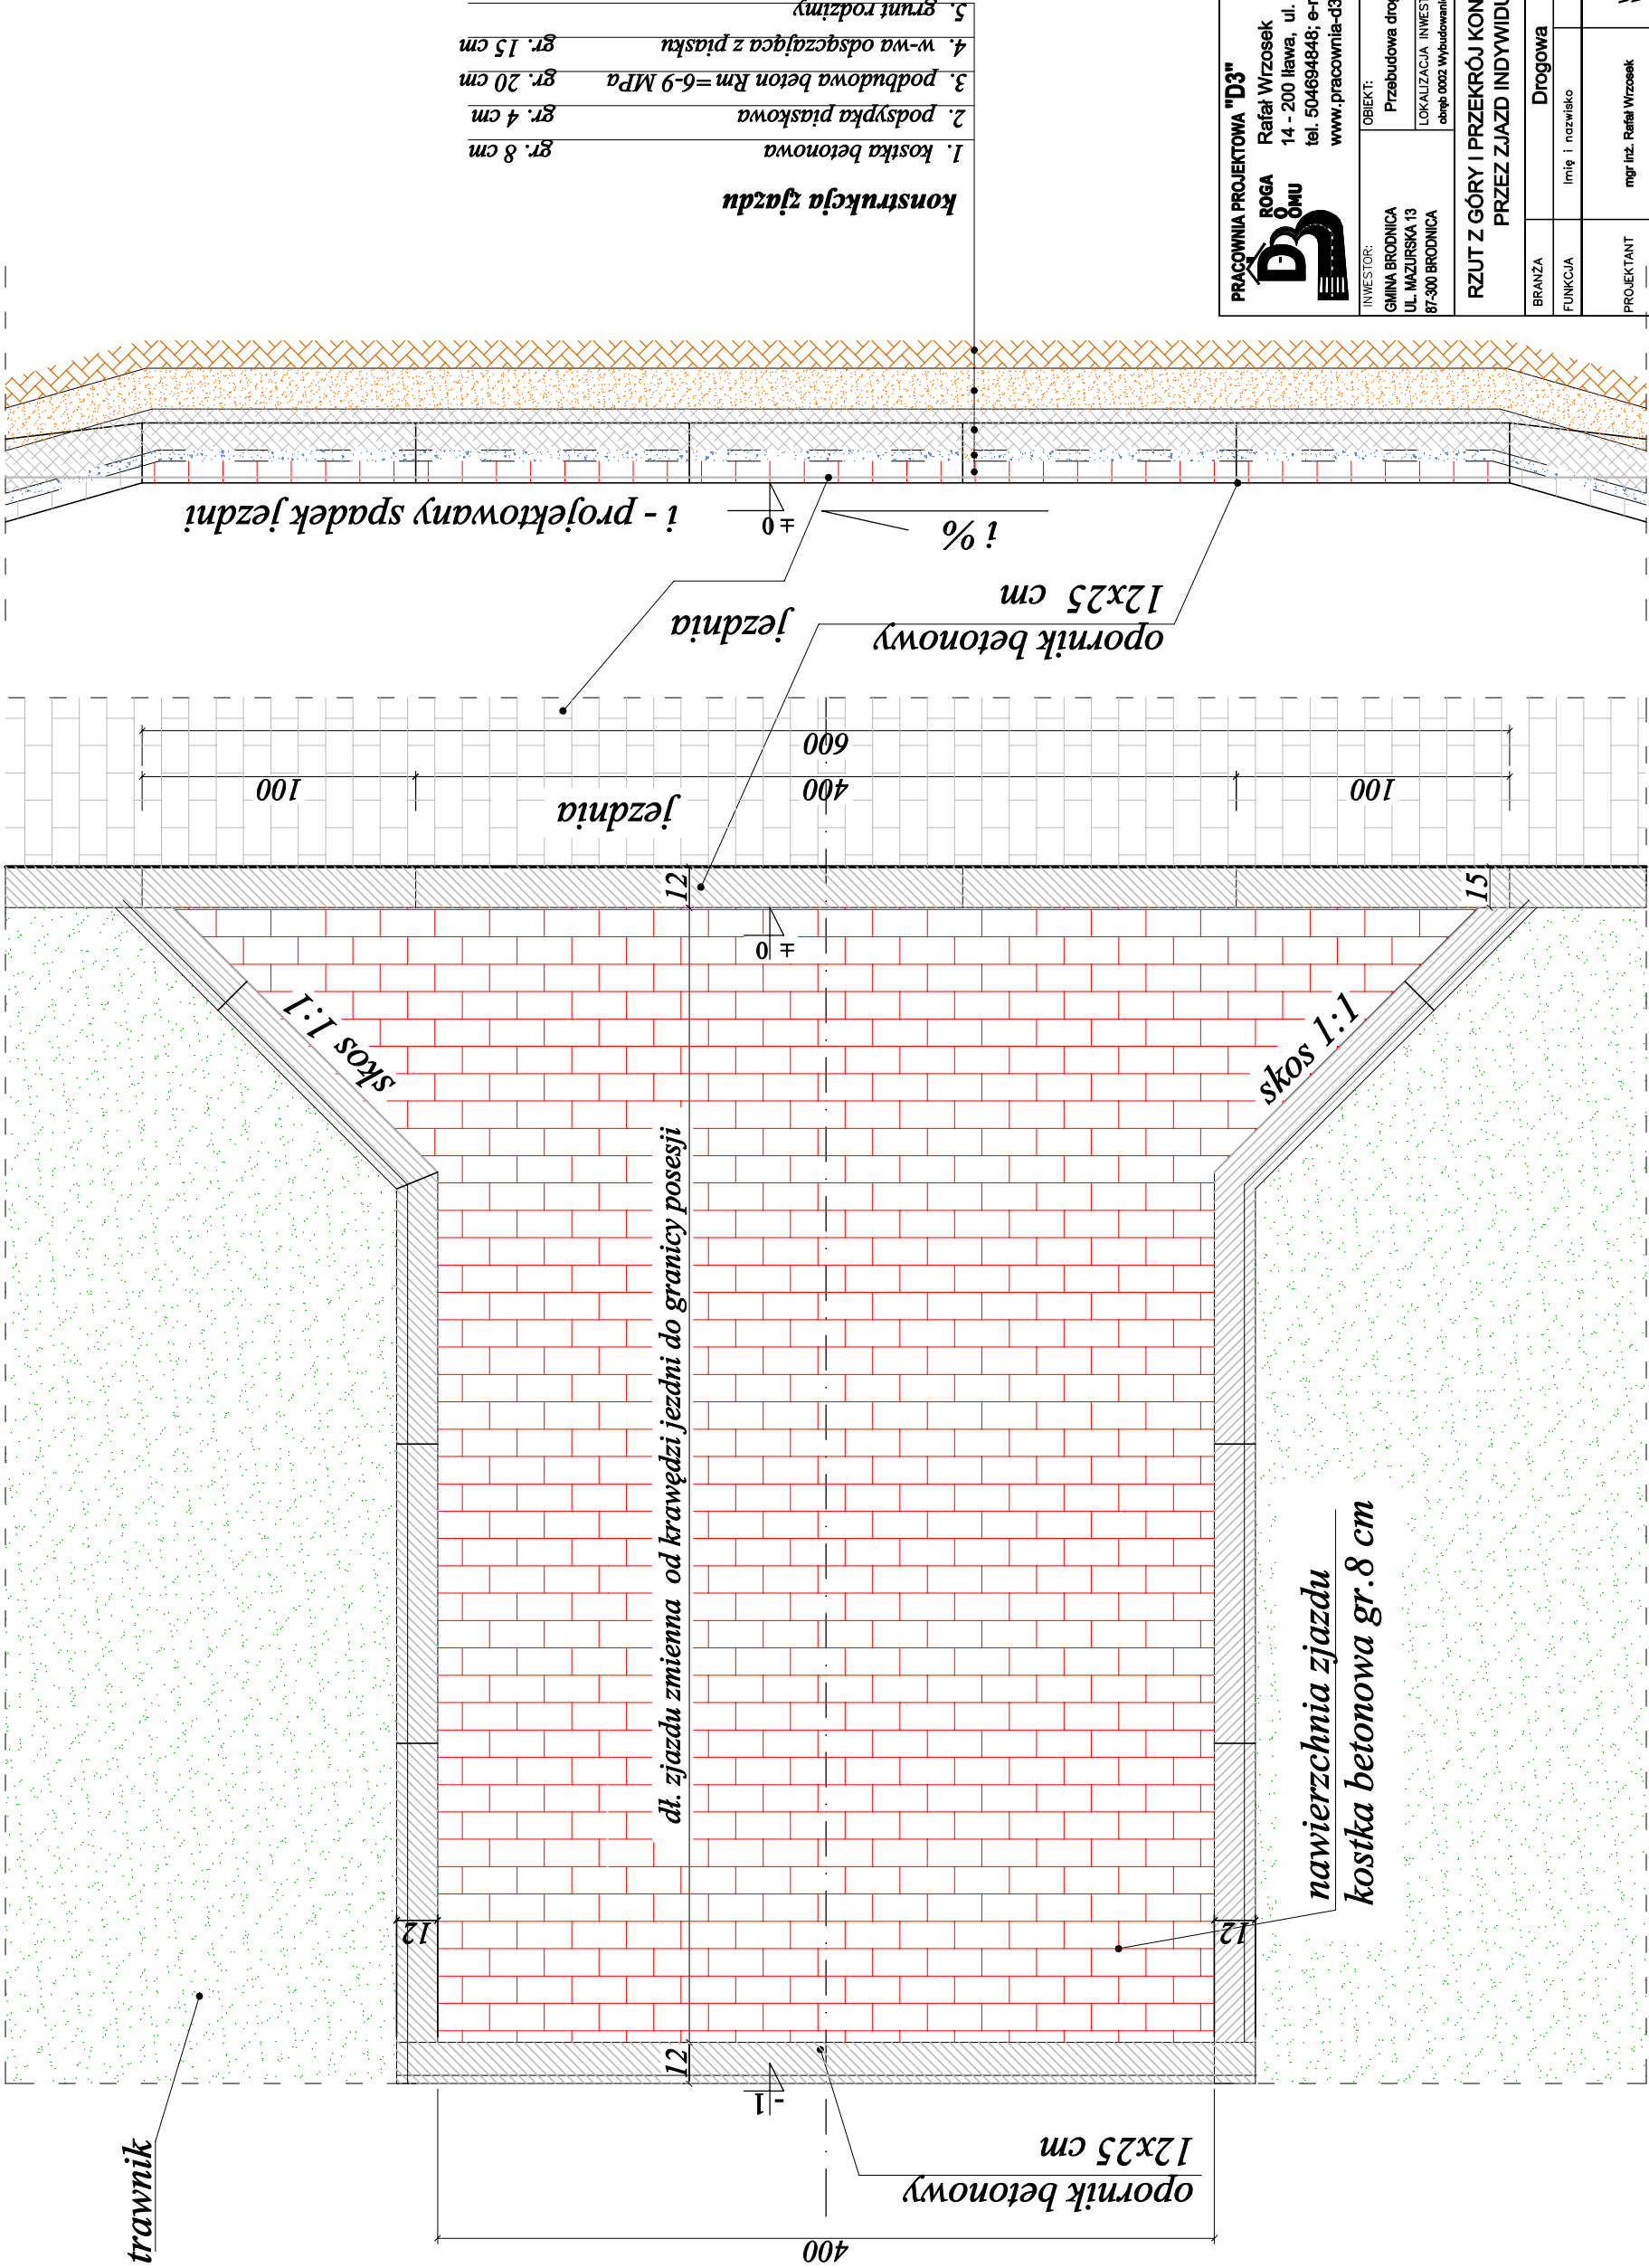 konstrukcja zjazdu
1. kostka betonowa gr. 8 cm
2. podsypka piaskowa gr. 4 cm
3. podbudowa beton Rm=6-9 MPa gr. 20 cm
4. w-wa odsączająca z piasku gr. 15 cm
5. grunt rodzimy
PRACOWNIA PROJEKTOWA "D3"
D3 ROGA
O
OMU
Rafał Wrzosek
14 - 200 Iława, ul.
tel. 504694848; e-
www.pracownia-d3
INWESTOR:
GMINA BRODNICA
UL. MAZURSKA 13
87-300 BRODNICA
OBIEKT:
Przebudowa
LOKALIZACJA
obręb 0002
RZUT Z GÓRY I PRZEKRÓJ
PRZEZ ZJAZD
BRANŻA
Drogowa
FUNKCJA
Imię i nazwisko
PROJEKTANT
mgr inż. Rafał Wrzosek
i - projektowany spadek jezdni
± 0
i %
jezdnia
opornik betonowy
12x25 cm
600
100
400
100
jezdnia
12
15
± 0
skos 1:1
skos 1:1
dł. zjazdu zmienna od krawędzi jezdni do granicy posesji
nawierzchnia zjazdu
kostka betonowa gr.8 cm
12
12
12
- 1
trawnik
opornik betonowy
12x25 cm
400